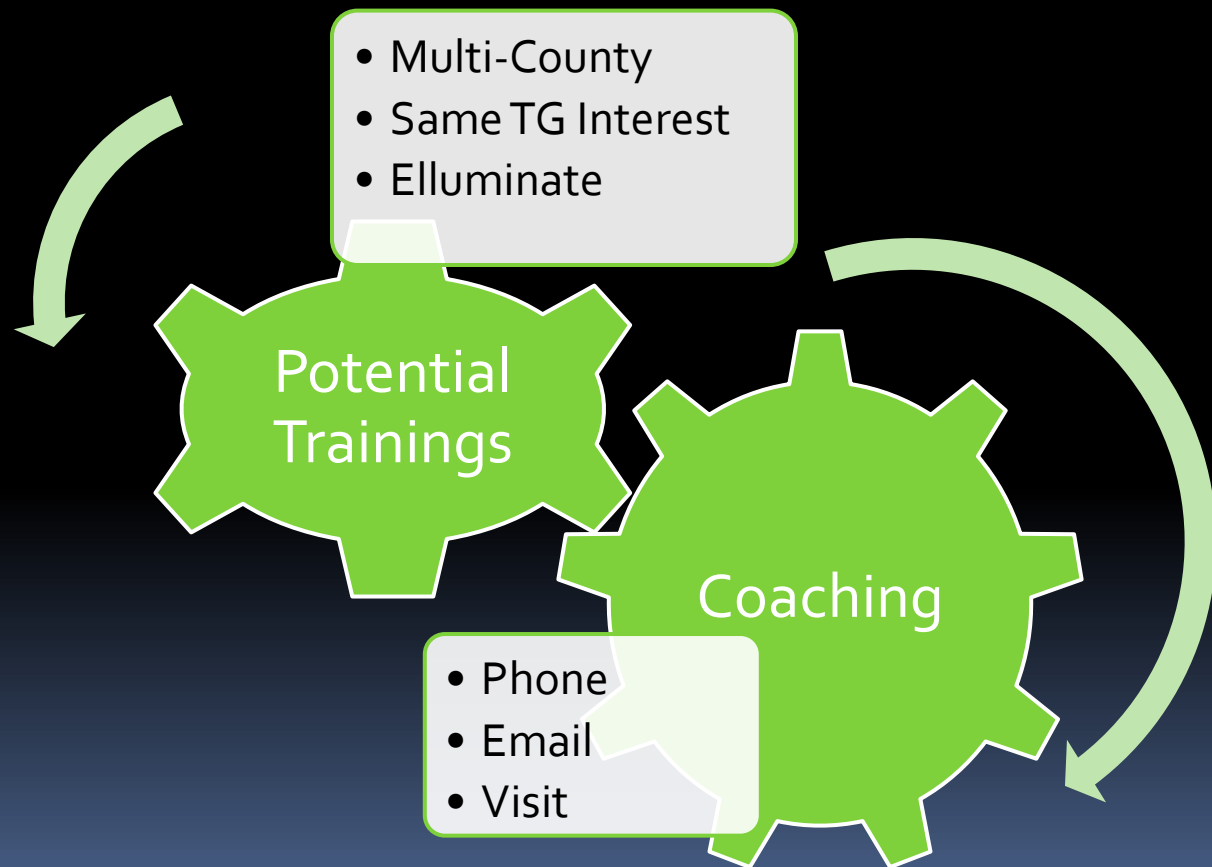 • Multi-County
• Same TG Interest
• Elluminate
Potential
Trainings
Coaching
• Phone
• Email
• Visit